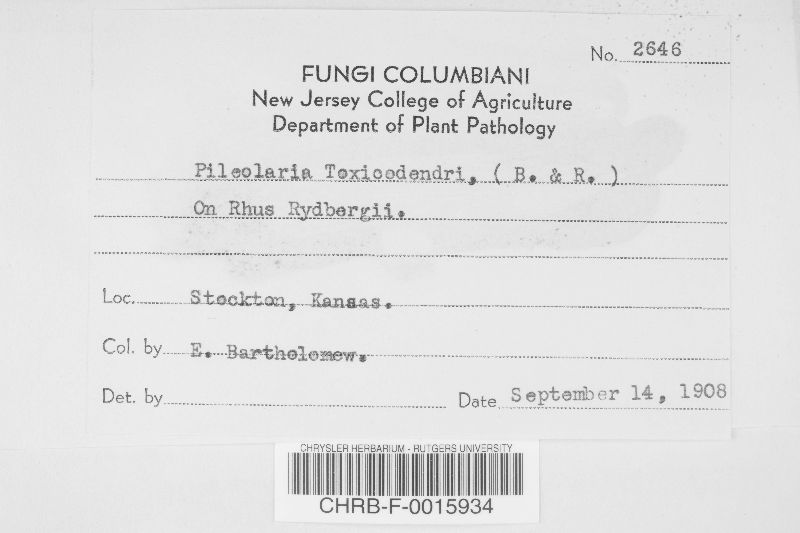 No. 2646
FUNGI COLUMBIANI
New Jersey College of Agriculture
Department of Plant Pathology
Pileolaria Toxicodendri, ( B. & R. )
On Rhus Rydbergii.
Loc. Stockton, Kansas.
Col. by E. Bartholomew.
Det. by
Date September 14, 1908
CHRYSLER HERBARIUM - RUTGERS UNIVERSITY
CHRB-F-0015934